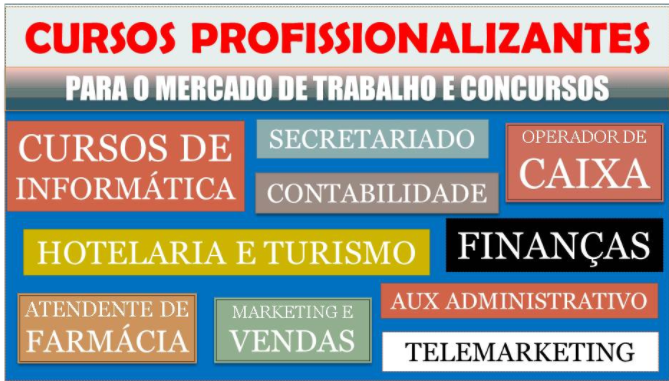 CURSOS PROFISSIONALIZANTES
PARA O MERCADO DE TRABALHO E CONCURSOS
CURSOS DE
INFORMÁTICA
SECRETARIADO
CONTABILIDADE
OPERADOR DE
CAIXA
HOTELARIA E TURISMO
FINANÇAS
ATENDENTE DE
FARMÁCIA
MARKETING E
VENDAS
AUX ADMINISTRATIVO
TELEMARKETING